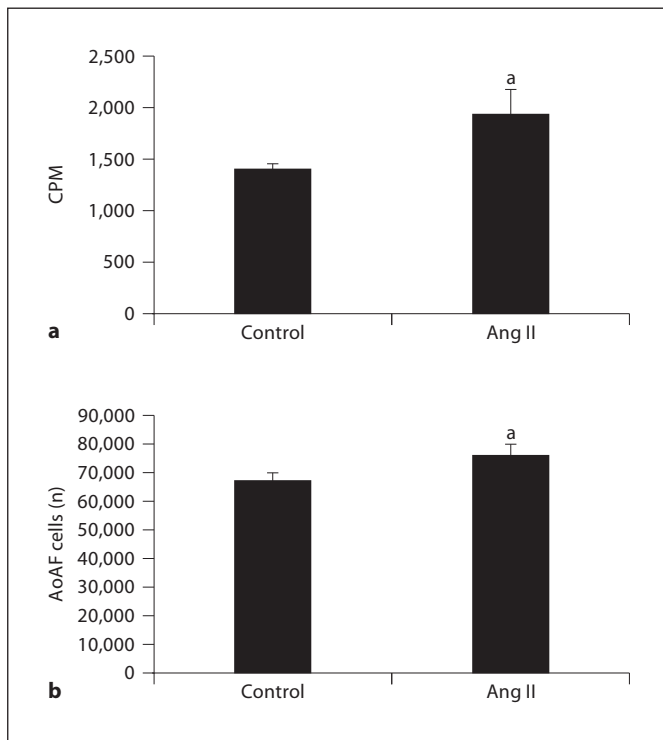 2,500
a
2,000
1,500
CPM
1,000
500
0
a
Control
Ang II
90,000
a
80,000
70,000
60,000
AoAF cells (n)
50,000
40,000
30,000
20,000
10,000
0
b
Control
Ang II